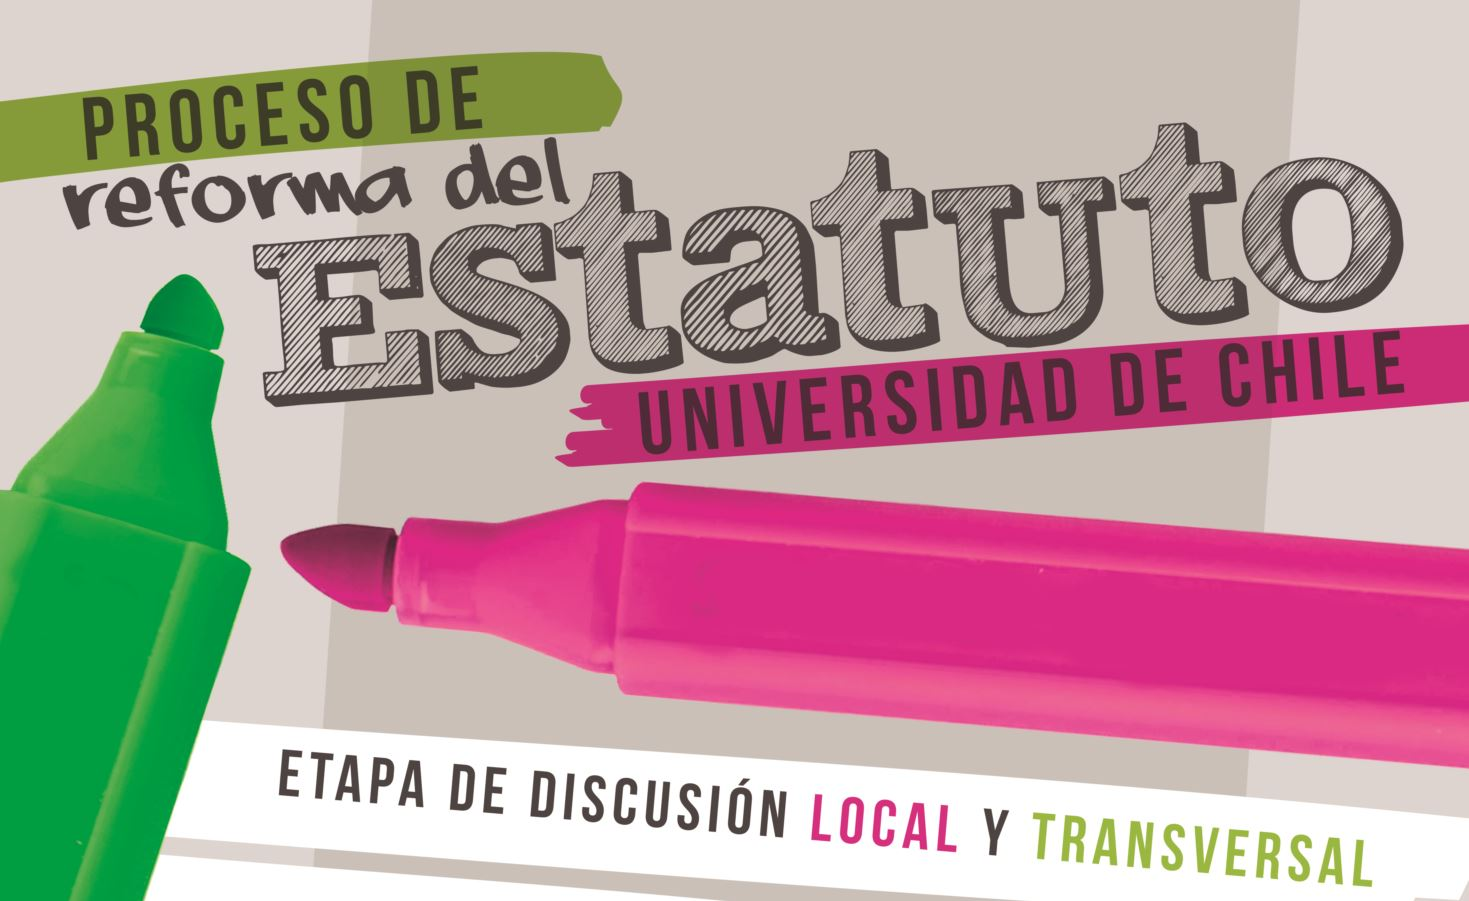 PROCESO DE
reforma del
Estatuto
UNIVERSIDAD DE CHILE
ETAPA DE DISCUSIÓN LOCAL Y TRANSVERSAL